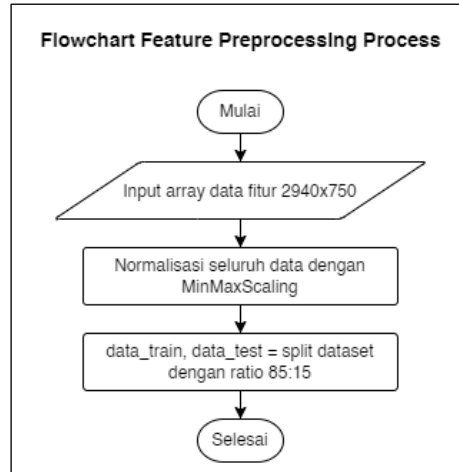 Flowchart Feature Preprocessing Process
Mulai
Input array data fitur 2940x750
Normalisasi seluruh data dengan
MinMaxScaling
data_train, data_test = split dataset
dengan ratio 85:15
Selesai